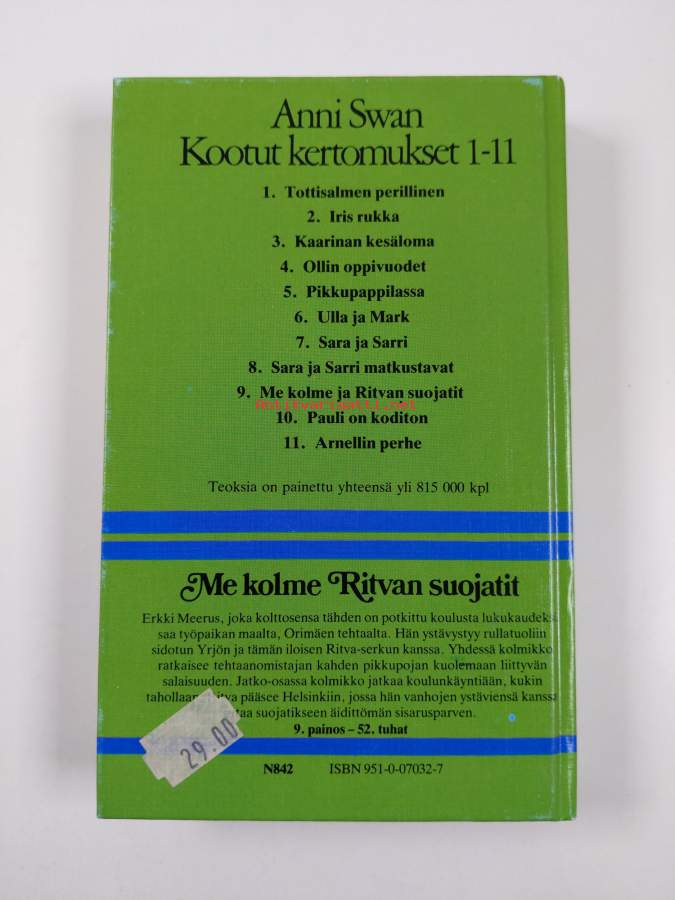 Anni Swan
Kootut kertomukset 1-11
1. Tottisalmen perillinen
2. Iris rukka
3. Kaarinan kesäloma
4. Ollin oppivuodet
5. Pikkupappilassa
6. Ulla ja Mark
7. Sara ja Sarri
8. Sara ja Sarri matkustavat
9. Me kolme ja Ritvan suojatit
Antikvariaatti.net
10. Pauli on koditon
11. Arnellin perhe
Teoksia on painettu yhteensä yli 815 000 kpl
Me kolme Ritvan suojatit
Erkki Meerus, joka kolttosensa tähden on potkittu koulusta lukukaudeksi
saa työpaikan maalta, Orimäen tehtaalta. Hän ystävystyy rullatuoliin
sidotun Yrjön ja tämän iloisen Ritva-serkun kanssa. Yhdessä kolmikko
ratkaisee tehtaanomistajan kahden pikkupojan kuolemaan liittyvän
salaisuuden. Jatko-osassa kolmikko jatkaa koulunkäyntiään, kukin
tahollaan. Ritva pääsee Helsinkiin, jossa hän vanhojen ystäviensä kanssa
suojatikseen äidittömän sisarusparven.
9. painos – 52. tuhat
29.00
N842 ISBN 951-0-07032-7